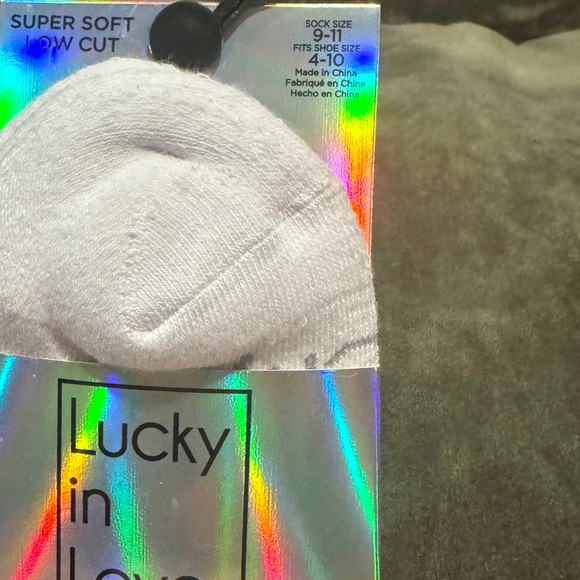 SUPER SOFT
LOW CUT
SOCK SIZE
9-11
FITS SHOE SIZE
4-10
Made in China
Fabriqué en Chine
Hecho en China
Lucky
in
Love